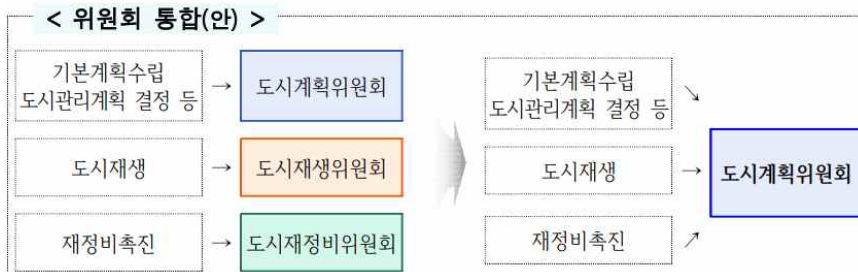 < 위원회 통합(안) >
기본계획수립
도시관리계획 결정 등
→
도시계획위원회
도시재생
→
도시재생위원회
재정비촉진
→
도시재정비위원회
기본계획수립
도시관리계획 결정 등
↘
도시재생
→
도시계획위원회
재정비촉진
↗